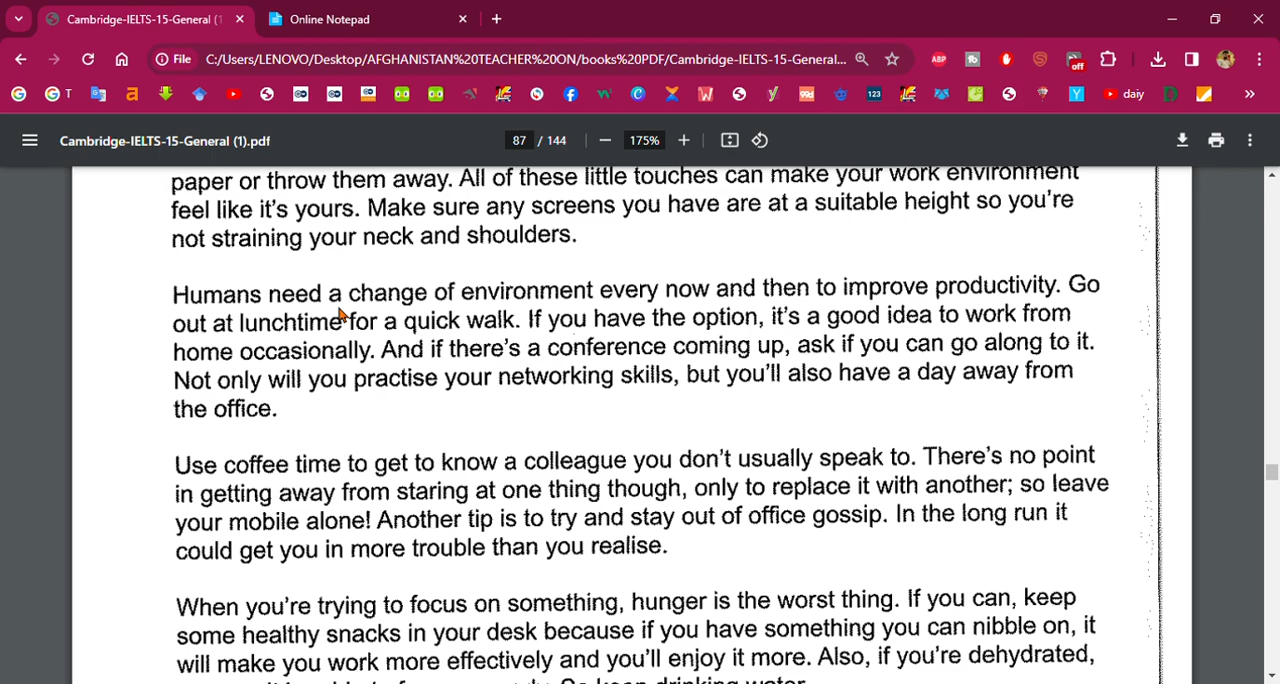 Cambridge-IELTS-15-General (1
Online Notepad
File
C:/Users/LENOVO/Desktop/AFGHANISTAN%20TEACHER%20ON/books%20PDF/Cambridge-IELTS-15-General...
ABP
off
G T
W
99d
123
Y
daiy
Cambridge-IELTS-15-General (1).pdf
87 / 144
175%
paper or throw them away. All of these little touches can make your work environment
feel like it's yours. Make sure any screens you have are at a suitable height so you're
not straining your neck and shoulders.
Humans need a change of environment every now and then to improve productivity. Go
out at lunchtime for a quick walk. If you have the option, it's a good idea to work from
home occasionally. And if there's a conference coming up, ask if you can go along to it.
Not only will you practise your networking skills, but you'll also have a day away from
the office.
Use coffee time to get to know a colleague you don't usually speak to. There's no point
in getting away from staring at one thing though, only to replace it with another; so leave
your mobile alone! Another tip is to try and stay out of office gossip. In the long run it
could get you in more trouble than you realise.
When you're trying to focus on something, hunger is the worst thing. If you can, keep
some healthy snacks in your desk because if you have something you can nibble on, it
will make you work more effectively and you'll enjoy it more. Also, if you're dehydrated,
So keep drinking water